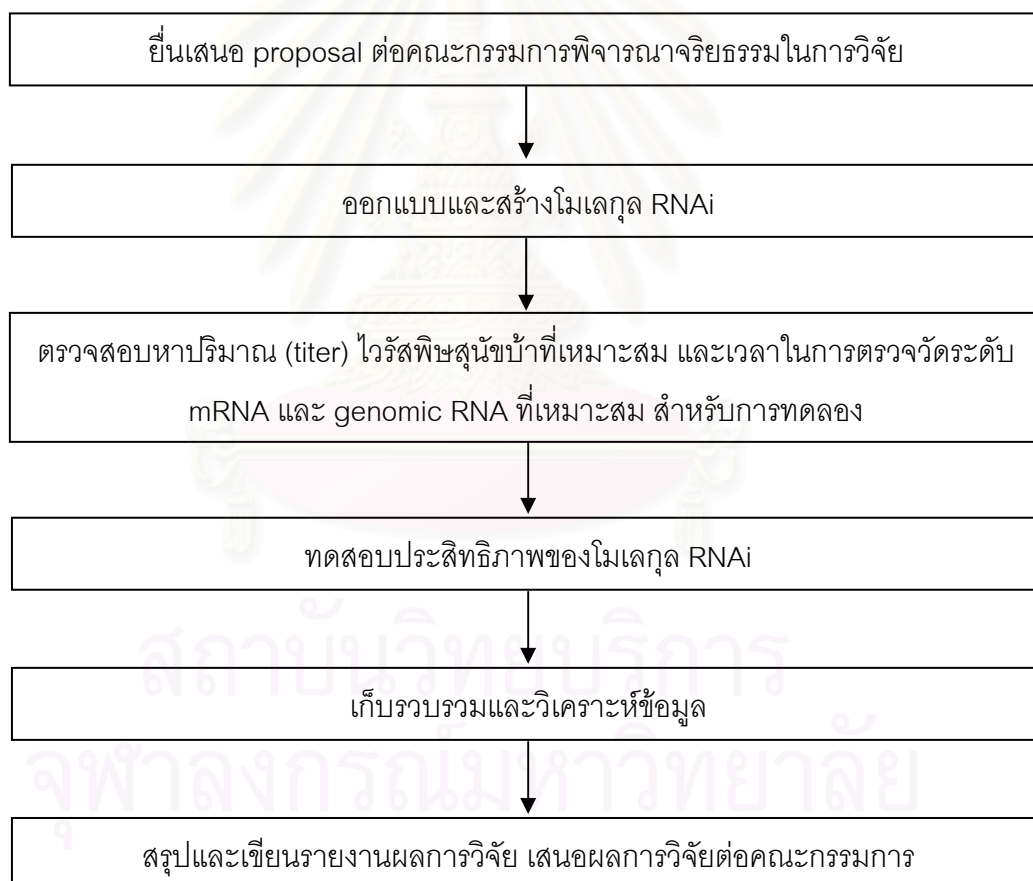 ยื่นเสนอ proposal ต่อคณะกรรมการพิจารณาจริยธรรมในการวิจัย
ออกแบบและสร้างโมเลกุล RNAi
ตรวจสอบหาปริมาณ (titer) ไวรัสพิษสุนัขบ้าที่เหมาะสม และเวลาในการตรวจวัดระดับ
mRNA และ genomic RNA ที่เหมาะสม สำหรับการทดลอง
ทดสอบประสิทธิภาพของโมเลกุล RNAi
สถาบันวิทยบริการ
เก็บรวบรวมและวิเคราะห์ข้อมูล
จุฬาลงกรณ์มหาวิทยาลัย
สรุปและเขียนรายงานผลการวิจัย เสนอผลการวิจัยต่อคณะกรรมการ